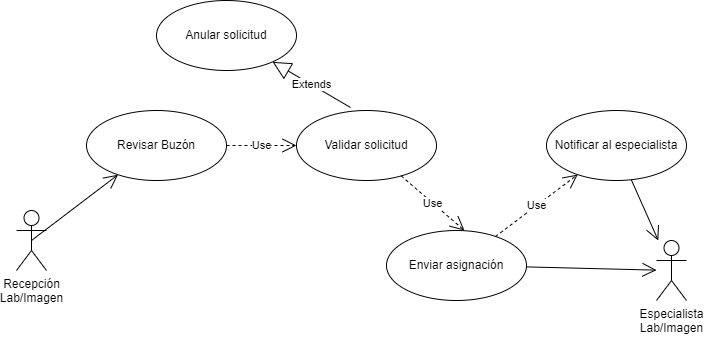 Anular solicitud
Extends
Revisar Buzón
Use
Validar solicitud
Notificar al especialista
Use
Use
Enviar asignación
Recepción
Lab/Imagen
Especialista
Lab/Imagen